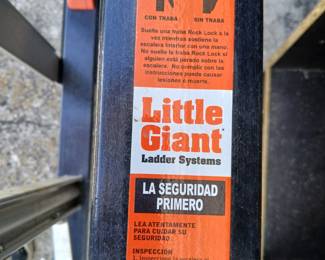 CON TRABA SIN TRABA
Suelte una traba Rock Lock a la
vez mientras sostiene la
escalera interior con una mano.
No suelte la traba Rock Lock si
alguien está parado sobre la
escalera. No cumplir con las
instrucciones puede causar
lesiones o muerte.
Little
Giant
Ladder Systems
LA SEGURIDAD
PRIMERO
LEA ATENTAMENTE
PARA CUIDAR SU
SEGURIDAD
INSPECCIÓN